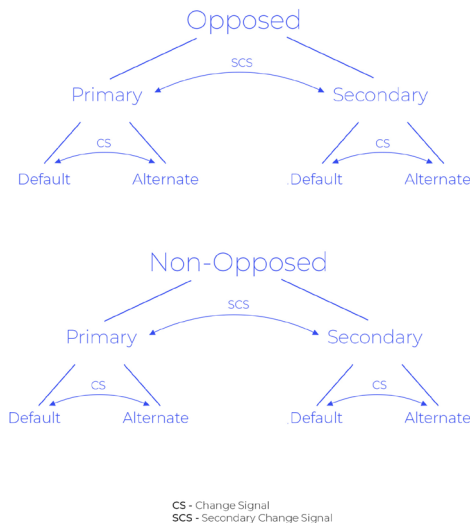 Opposed
SCS
Primary Secondary
CS CS
Default Alternate Default Alternate
Non-Opposed
SCS
Primary Secondary
CS CS
Default Alternate Default Alternate
CS - Change Signal
SCS - Secondary Change Signal